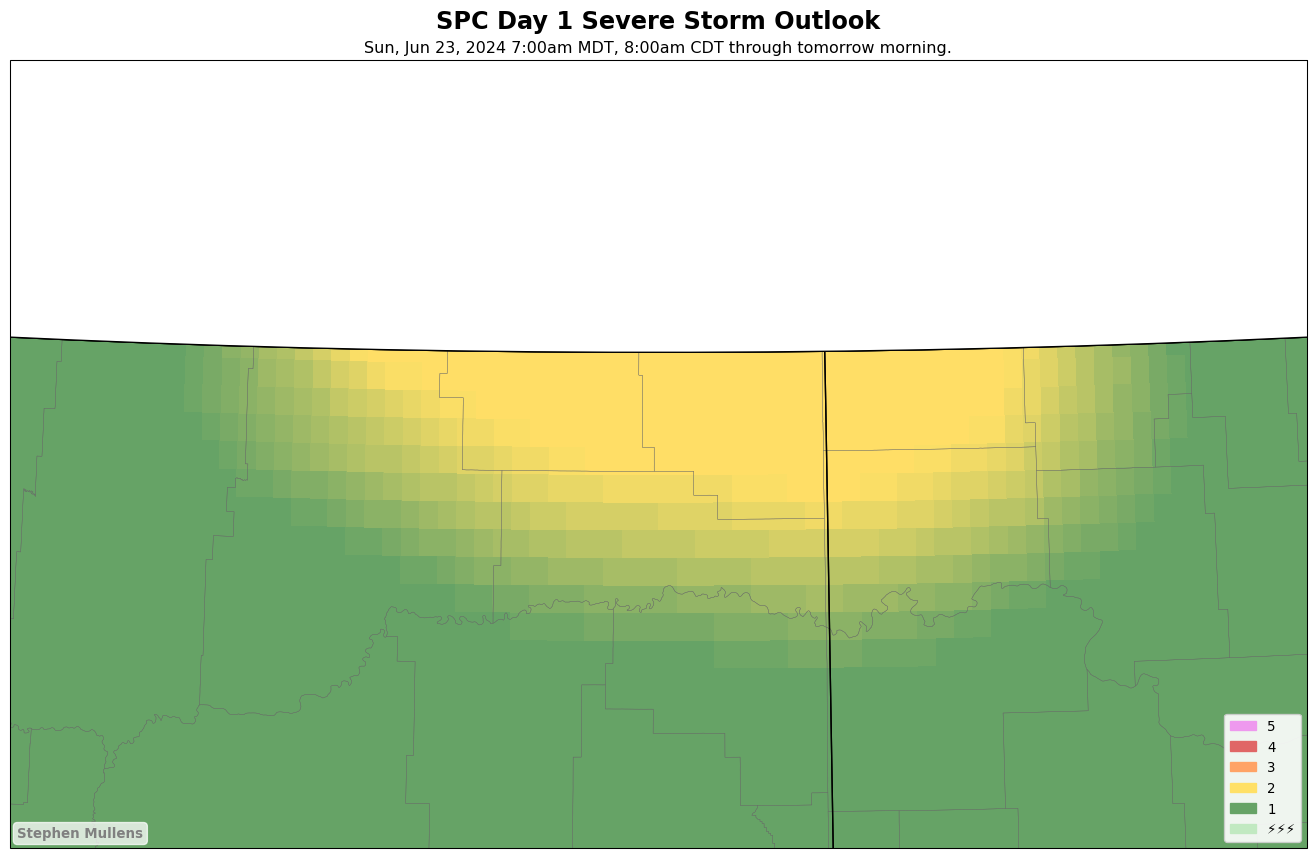 SPC Day 1 Severe Storm Outlook
Sun, Jun 23, 2024 7:00am MDT, 8:00am CDT through tomorrow morning.
5
4
3
2
1
⚡⚡⚡
Stephen Mullens